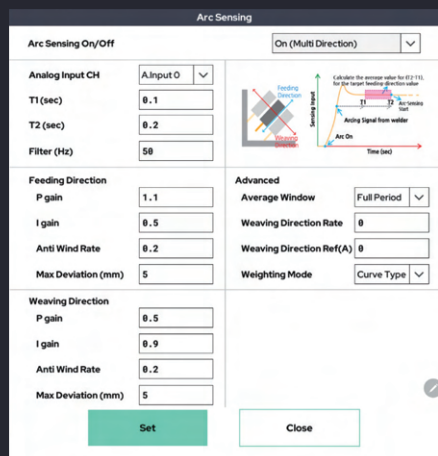 Arc Sensing
Arc Sensing On/Off
On (Multi Direction)
Analog Input CH
A.Input 0
T1 (sec)
0.1
T2 (sec)
0.2
Filter (Hz)
50
Feeding
Direction
Weaving
Direction
Calculate the average value for (T2-T1),
for the target feeding-direction value
Sensing Input
T1
T2
Arc Sensing
Start
Arcing Signal from welder
Arc On
Time (sec)
Feeding Direction
P gain
1.1
I gain
0.5
Anti Wind Rate
0.2
Max Deviation (mm)
5
Advanced
Average Window
Full Period
Weaving Direction Rate
0
Weaving Direction Ref(A)
0
Weighting Mode
Curve Type
Weaving Direction
P gain
0.5
I gain
0.9
Anti Wind Rate
0.2
Max Deviation (mm)
5
Set
Close